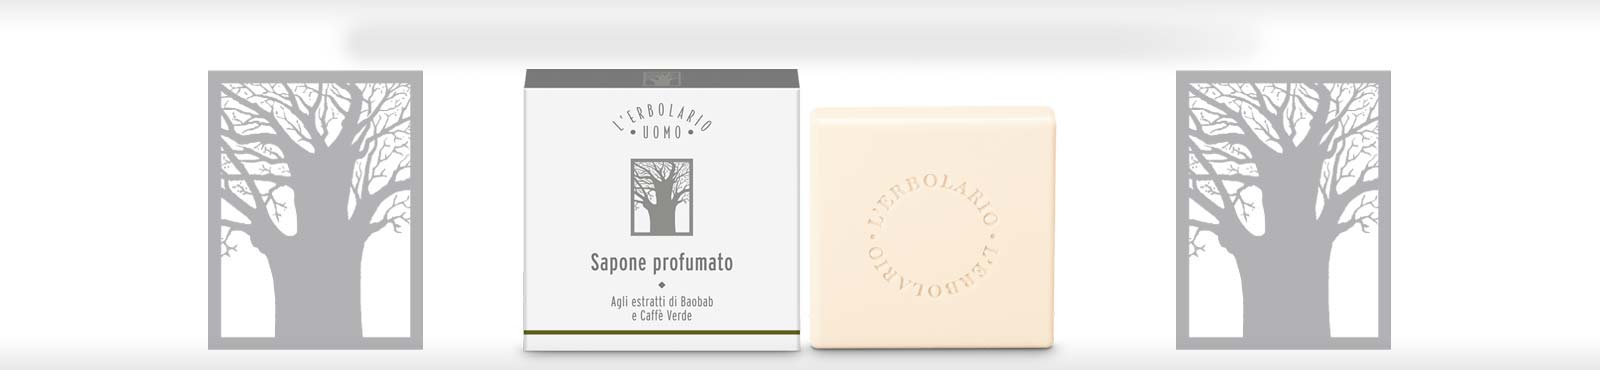 L'ERBOLARIO
• UOMO •
Sapone profumato
Agli estratti di Baobab
e Caffè Verde
L'ERBOLARIO • L'ERBOLARIO •